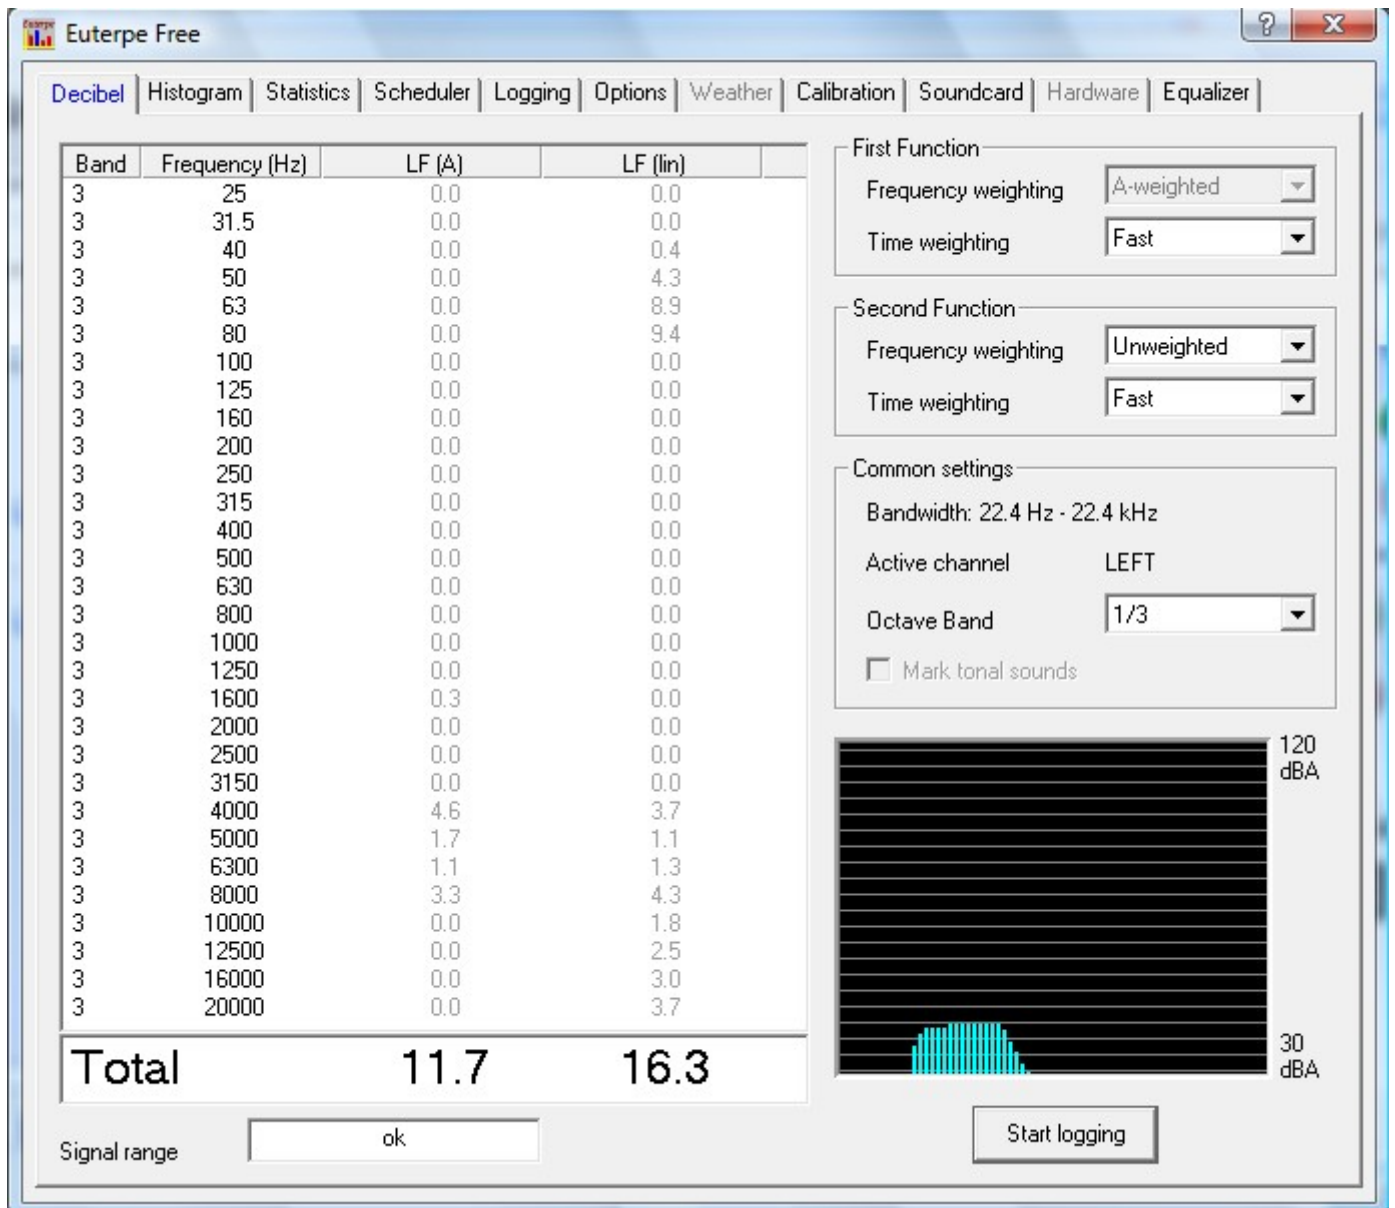 Euterpe Free
Decibel Histogram Statistics Scheduler Logging Options Weather Calibration Soundcard Hardware Equalizer
Band Frequency (Hz) LF (A) LF (lin)
3 25 0.0 0.0
3 31.5 0.0 0.0
3 40 0.0 0.4
3 50 0.0 4.3
3 63 0.0 8.9
3 80 0.0 9.4
3 100 0.0 0.0
3 125 0.0 0.0
3 160 0.0 0.0
3 200 0.0 0.0
3 250 0.0 0.0
3 315 0.0 0.0
3 400 0.0 0.0
3 500 0.0 0.0
3 630 0.0 0.0
3 800 0.0 0.0
3 1000 0.0 0.0
3 1250 0.0 0.0
3 1600 0.3 0.0
3 2000 0.0 0.0
3 2500 0.0 0.0
3 3150 0.0 0.0
3 4000 4.6 3.7
3 5000 1.7 1.1
3 6300 1.1 1.3
3 8000 3.3 4.3
3 10000 0.0 1.8
3 12500 0.0 2.5
3 16000 0.0 3.0
3 20000 0.0 3.7
Total 11.7 16.3
Signal range ok
First Function
Frequency weighting A-weighted
Time weighting Fast
Second Function
Frequency weighting Unweighted
Time weighting Fast
Common settings
Bandwidth: 22.4 Hz - 22.4 kHz
Active channel LEFT
Octave Band 1/3
Mark tonal sounds
120
dBA
30
dBA
Start logging